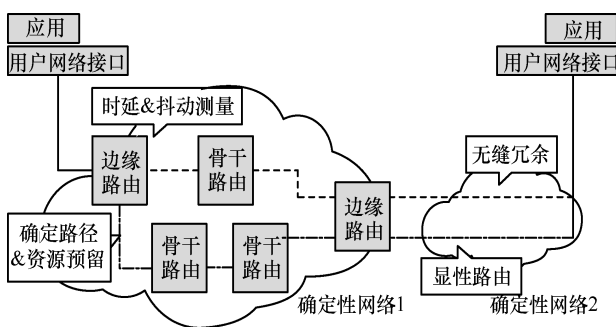 应用
应用
用户网络接口
用户网络接口
时延&抖动测量
边缘
路由
骨干
路由
无缝冗余
边缘
路由
确定路径
&资源预留
骨干
路由
骨干
路由
显性路由
确定性网络1
确定性网络2